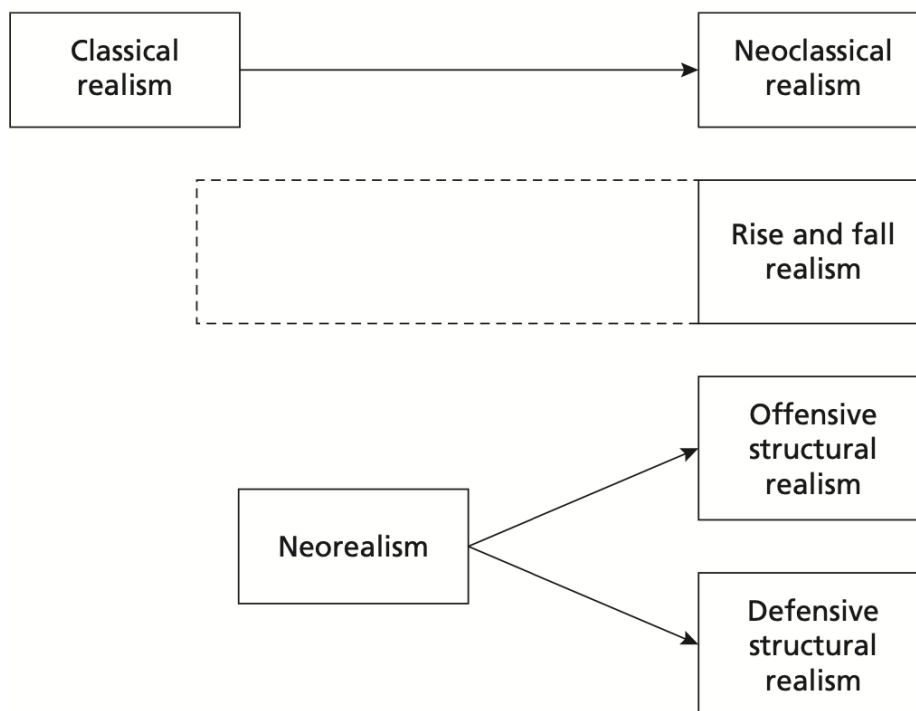 Classical
realism
Neoclassical
realism
Rise and fall
realism
Offensive
structural
realism
Neorealism
Defensive
structural
realism